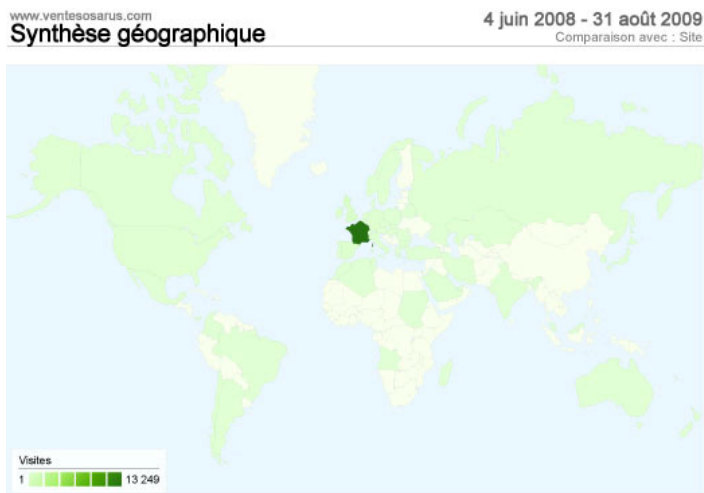 www.ventesosarus.com
Synthèse géographique
4 juin 2008 - 31 août 2009
Comparaison avec : Site
Visites
1 13 249